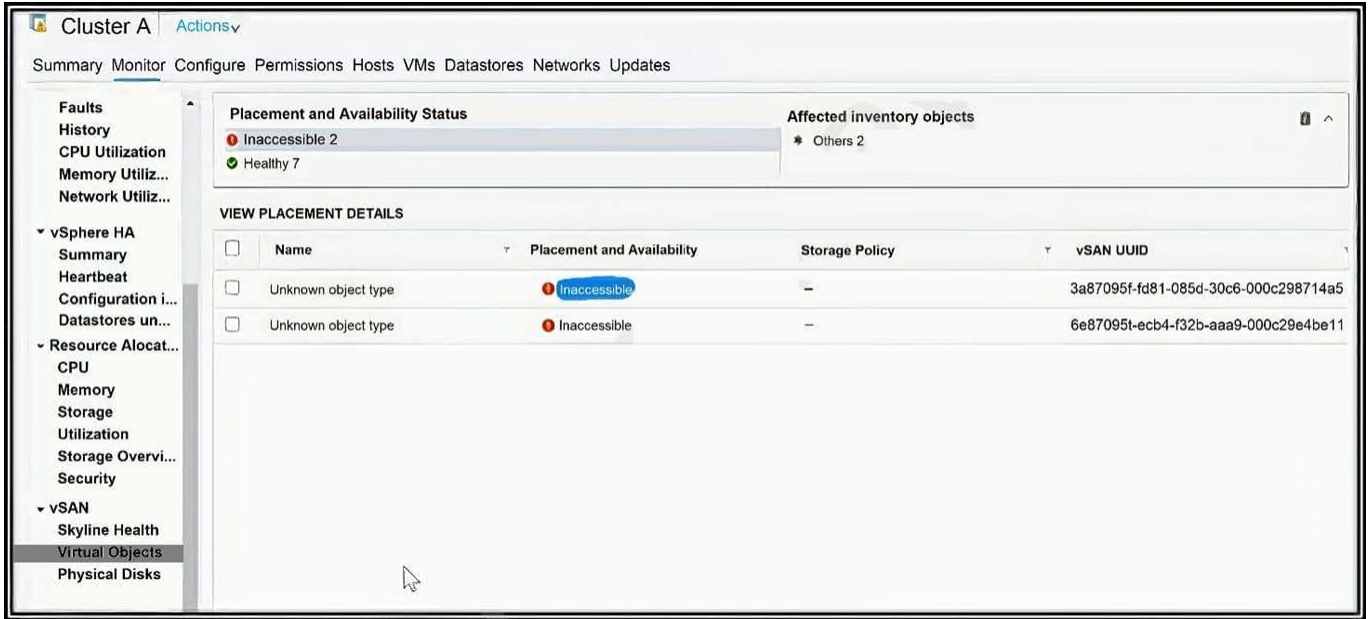 Cluster A Actions
Summary Monitor Configure Permissions Hosts VMs Datastores Networks Updates
Faults
History
CPU Utilization
Memory Utiliz...
Network Utiliz...
vSphere HA
Summary
Heartbeat
Configuration i...
Datastores un...
Resource Alocat...
CPU
Memory
Storage
Utilization
Storage Overvi...
Security
vSAN
Skyline Health
Virtual Objects
Physical Disks
Placement and Availability Status
Inaccessible 2
Healthy 7
Affected inventory objects
Others 2
VIEW PLACEMENT DETAILS
Name Placement and Availability Storage Policy vSAN UUID
Unknown object type Inaccessible – 3a87095f-fd81-085d-30c6-000c298714a5
Unknown object type Inaccessible – 6e87095t-ecb4-f32b-aaa9-000c29e4be11